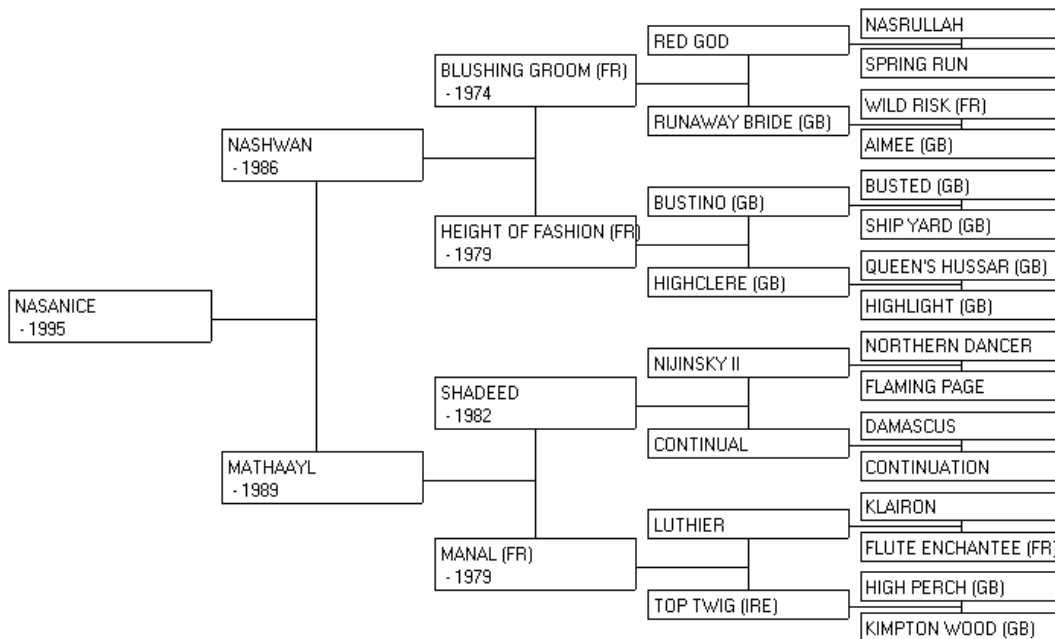 NASANICE
- 1995
NASHWAN
- 1986
MATHAAYL
- 1989
BLUSHING GROOM (FR)
- 1974
HEIGHT OF FASHION (FR)
- 1979
SHADEED
- 1982
MANAL (FR)
- 1979
RED GOD
RUNAWAY BRIDE (GB)
BUSTINO (GB)
HIGHCLERE (GB)
NIJINSKY II
CONTINUAL
LUTHIER
TOP TWIG (IRE)
NASRULLAH
SPRING RUN
WILD RISK (FR)
AIMEE (GB)
BUSTED (GB)
SHIP YARD (GB)
QUEEN'S HUSSAR (GB)
HIGHLIGHT (GB)
NORTHERN DANCER
FLAMING PAGE
DAMASCUS
CONTINUATION
KLAIRON
FLUTE ENCHANTEE (FR)
HIGH PERCH (GB)
KIMPTON WOOD (GB)